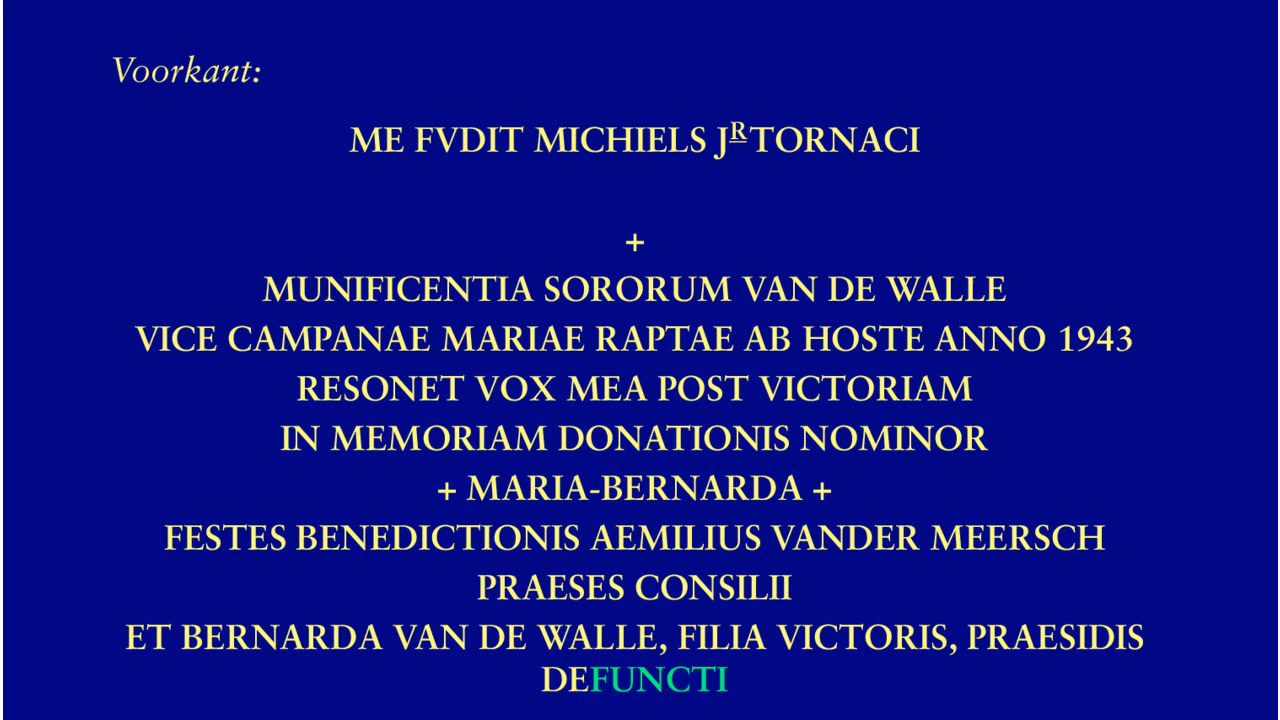 Voorkant:
ME FVDIT MICHIELS JR TORNACI
+
MUNIFICENTIA SORORUM VAN DE WALLE
VICE CAMPANAE MARIAE RAPTAE AB HOSTE ANNO 1943
RESONET VOX MEA POST VICTORIAM
IN MEMORIAM DONATIONIS NOMINOR
+ MARIA-BERNARDA +
FESTES BENEDICTIONIS AEMILIUS VANDER MEERSCH
PRAESES CONSILII
ET BERNARDA VAN DE WALLE, FILIA VICTORIS, PRAESIDIS
DEFUNCTI